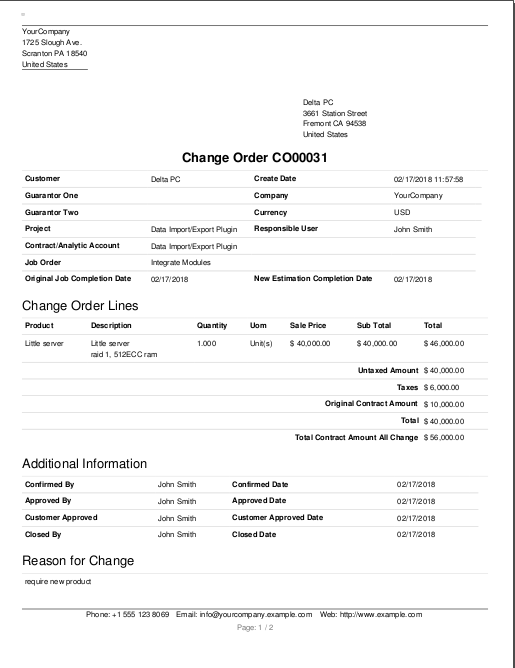 YourCompany
1725 Slough Ave.
Scranton PA 18540
United States
Delta PC
3661 Station Street
Fremont CA 94538
United States
Change Order CO00031
Customer Delta PC Create Date 02/17/2018 11:57:58
Guarantor One Company YourCompany
Guarantor Two Currency USD
Project Data Import/Export Plugin Responsible User John Smith
Contract/Analytic Account Data Import/Export Plugin
Job Order Integrate Modules
Original Job Completion Date 02/17/2018 New Estimation Completion Date 02/17/2018
Change Order Lines
Product Description Quantity Uom Sale Price Sub Total Total
Little server Little server 1.000 Unit(s) $ 40,000.00 $ 40,000.00 $ 46,000.00
raid 1, 512ECC ram
Untaxed Amount $ 40,000.00
Taxes $ 6,000.00
Original Contract Amount $ 10,000.00
Total $ 40,000.00
Total Contract Amount All Change $ 56,000.00
Additional Information
Confirmed By John Smith Confirmed Date 02/17/2018
Approved By John Smith Approved Date 02/17/2018
Customer Approved John Smith Customer Approved Date 02/17/2018
Closed By John Smith Closed Date 02/17/2018
Reason for Change
require new product
Phone: +1 555 123 8069 Email: info@yourcompany.example.com Web: http://www.example.com
Page: 1 / 2